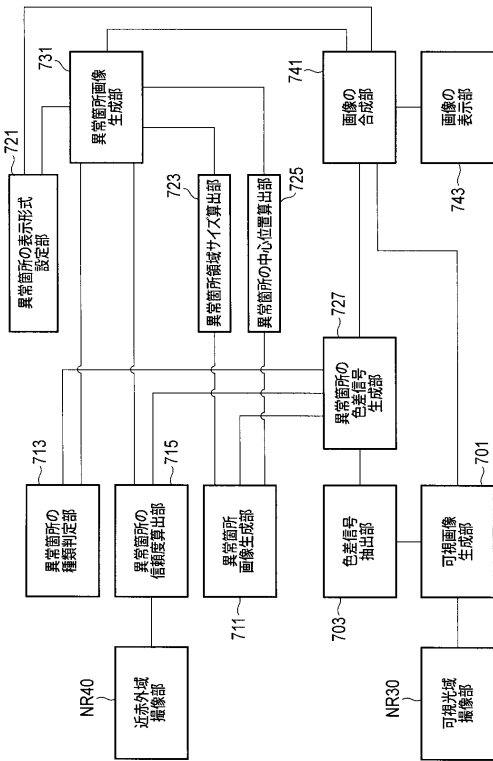 721
異常箇所の表示形式
設定部
731
異常箇所画像
生成部
723
異常箇所領域サイズ算出部
725
異常箇所の中心位置算出部
741
画像の
合成部
743
画像の
表示部
713
異常箇所の
種類判定部
715
異常箇所の
信頼度算出部
711
異常箇所
画像生成部
727
異常箇所の
色差信号
生成部
703
色差信号
抽出部
701
可視画像
生成部
NR40
近赤外域
撮像部
NR30
可視光域
撮像部